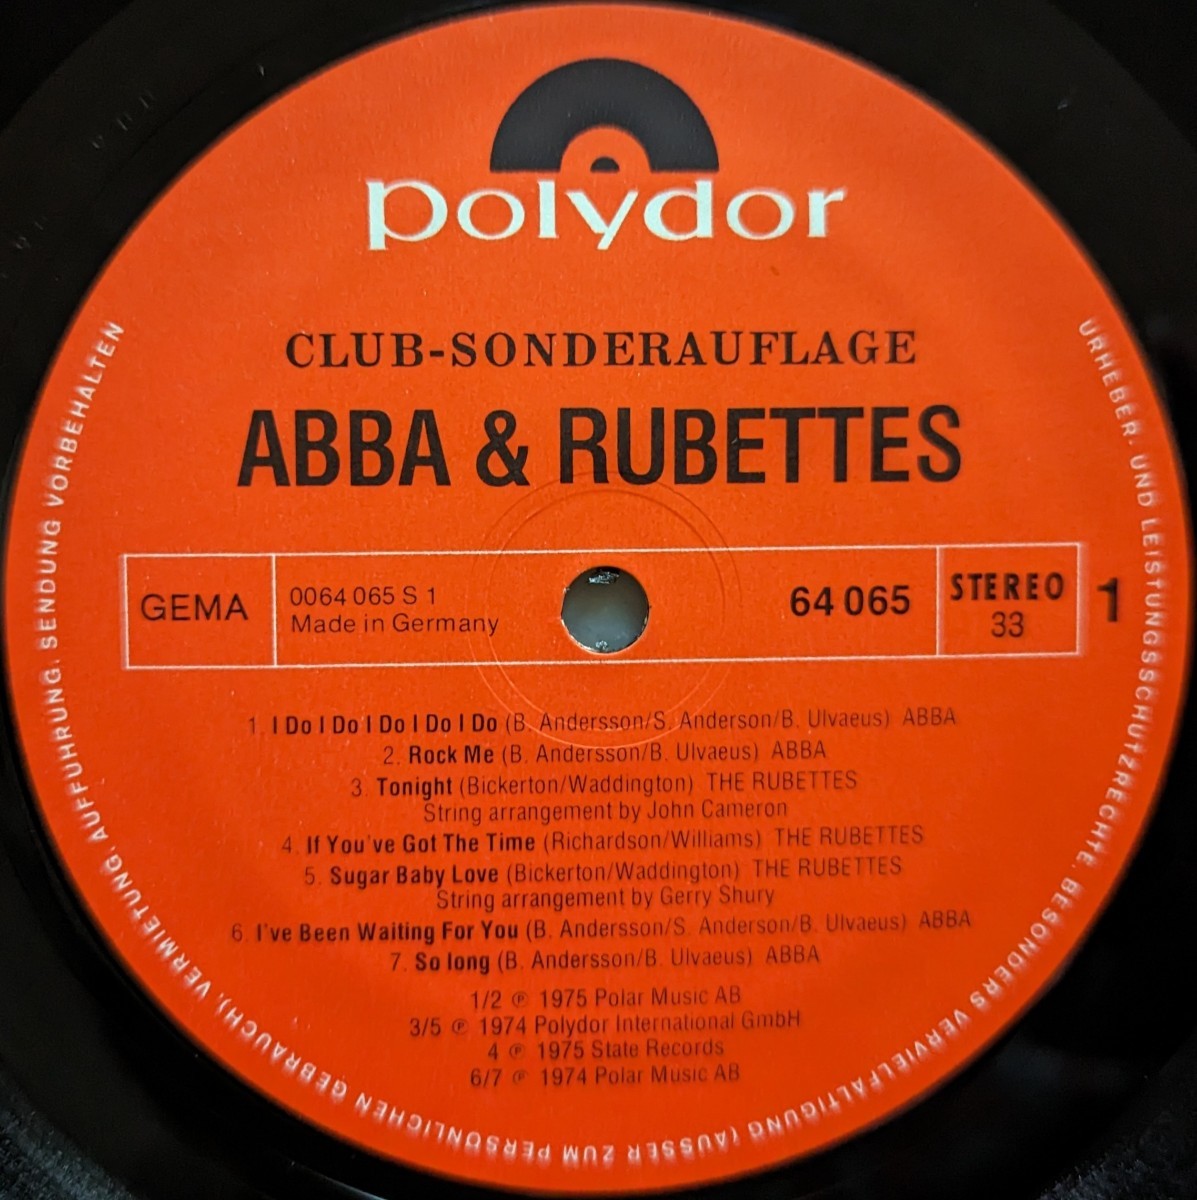 polydor
CLUB-SONDERAUFLAGE
ABBA & RUBETTES
GEMA
0064 065 S 1
Made in Germany
64 065
STEREO
33
1
1. I Do I Do I Do I Do I Do (B. Andersson/S. Anderson/B. Ulvaeus) ABBA
2. Rock Me (B. Andersson/B. Ulvaeus) ABBA
3. Tonight (Bickerton/Waddington) THE RUBETTES
String arrangement by John Cameron
4. If You've Got The Time (Richardson/Williams) THE RUBETTES
5. Sugar Baby Love (Bickerton/Waddington) THE RUBETTES
String arrangement by Gerry Shury
6. I've Been Waiting For You (B. Andersson/S. Anderson/B. Ulvaeus) ABBA
7. So long (B. Andersson/B. Ulvaeus) ABBA
1/2 ℗ 1975 Polar Music AB
3/5 ℗ 1974 Polydor International GmbH
4 ℗ 1975 State Records
6/7 ℗ 1974 Polar Music AB
URHEBER- UND LEISTUNGSSCHUTZRECHTE, BESONDERS VERVIELFÄLTIGUNG (AUSSER ZUM PERSÖNLICHEN GEBRAUCH), VERMIETUNG, AUFFÜHRUNG, SENDUNG VORBEHALTEN